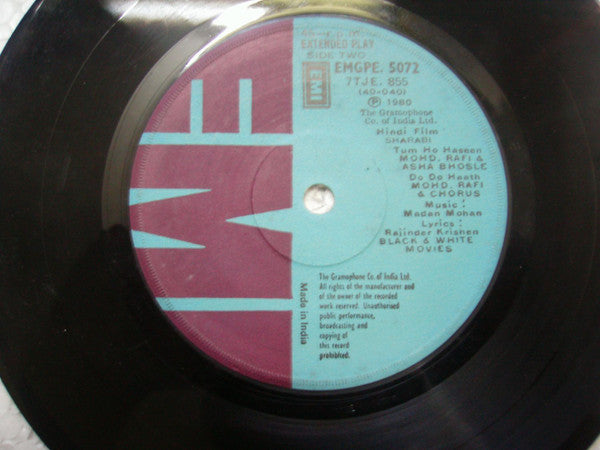 45 r.p.m.
EXTENDED PLAY
SIDE TWO
EMI
EMGPE. 5072
7TJE. 855
(40-040)
Ⓟ 1980
The Gramophone
Co. of India Ltd.
Hindi Film
SHARABI
Tum Ho Haseen
MOHD. RAFI &
ASHA BHOSLE
Do Do Haath
MOHD. RAFI
& CHORUS
Music:
Madan Mohan
Lyrics:
Rajinder Krishen
BLACK & WHITE
MOVIES
EMI
Made in India
The Gramophone Co. of India Ltd.
All rights of the manufacturer and
of the owner of the recorded
work reserved. Unauthorised
public performance,
broadcasting and
copying of
this record
prohibited.